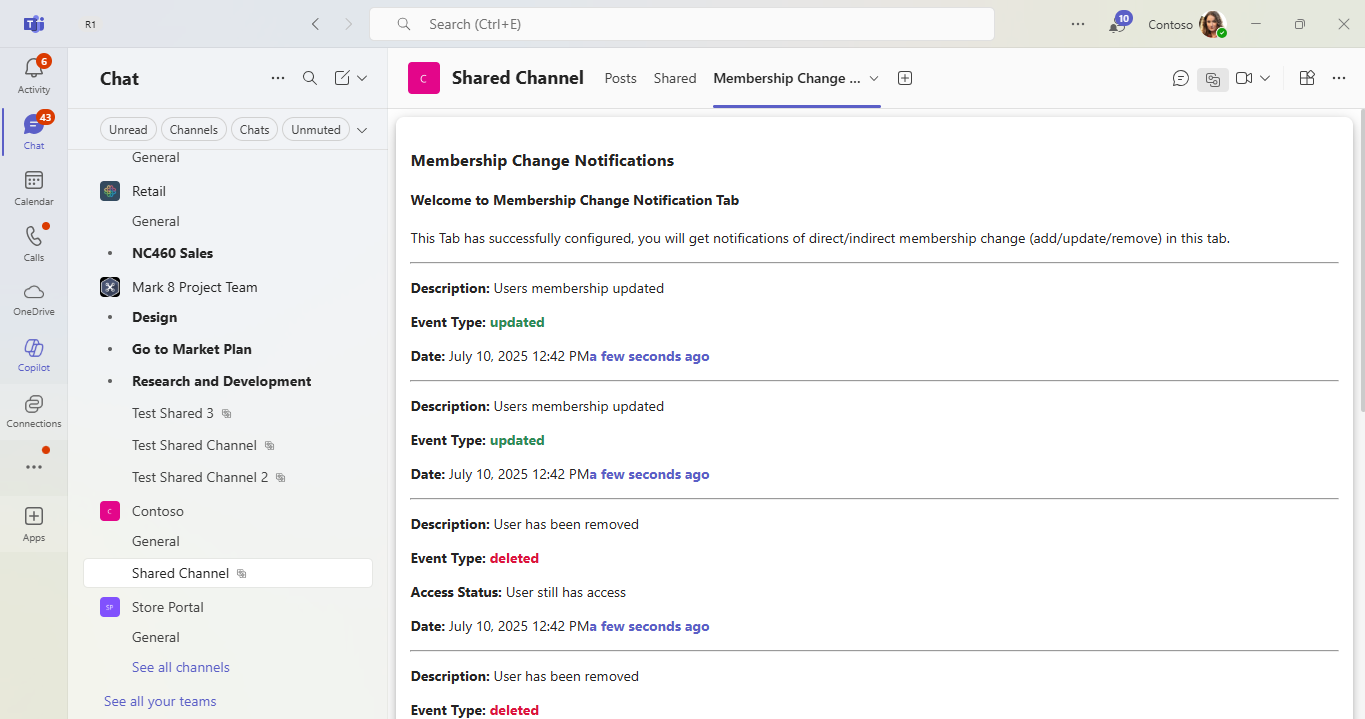 R1
Search (Ctrl+E)
10
Contoso
6
Activity
43
Chat
Calendar
Calls
OneDrive
Copilot
Connections
Apps
Chat
Unread Channels Chats Unmuted
General
Retail
General
NC460 Sales
Mark 8 Project Team
Design
Go to Market Plan
Research and Development
Test Shared 3
Test Shared Channel
Test Shared Channel 2
C Contoso
General
Shared Channel
SP Store Portal
General
See all channels
See all your teams
C Shared Channel Posts Shared Membership Change ...
Membership Change Notifications
Welcome to Membership Change Notification Tab
This Tab has successfully configured, you will get notifications of direct/indirect membership change (add/update/remove) in this tab.
Description: Users membership updated
Event Type: updated
Date: July 10, 2025 12:42 PMa few seconds ago
Description: Users membership updated
Event Type: updated
Date: July 10, 2025 12:42 PMa few seconds ago
Description: User has been removed
Event Type: deleted
Access Status: User still has access
Date: July 10, 2025 12:42 PMa few seconds ago
Description: User has been removed
Event Type: deleted